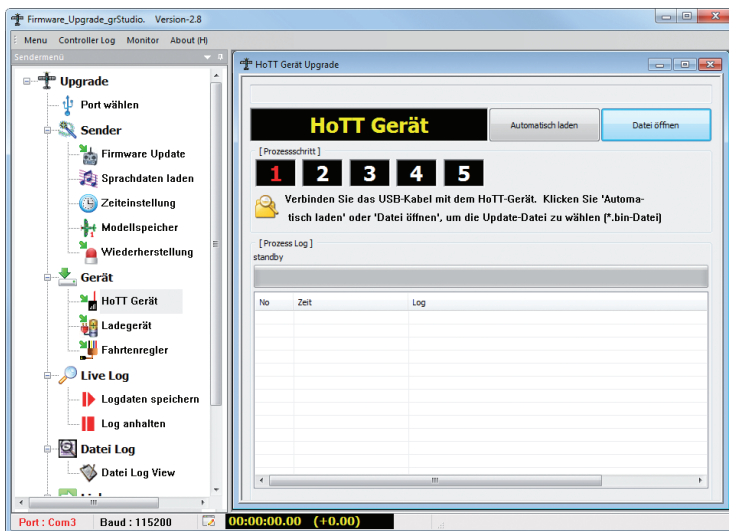 Firmware_Upgrade_grStudio. Version-2.8
Menu Controller Log Monitor About (H)
Sendermenü
Upgrade
Port wählen
Sender
Firmware Update
Sprachdaten laden
Zeiteinstellung
Modellspeicher
Wiederherstellung
Gerät
HoTT Gerät
Ladegerät
Fahrtenregler
Live Log
Logdaten speichern
Log anhalten
Datei Log
Datei Log View
Port : Com3 Baud : 115200 00:00:00.00 (+0.00)
HoTT Gerät Upgrade
HoTT Gerät Automatisch laden Datei öffnen
[ Prozessschritt ]
1 2 3 4 5
Verbinden Sie das USB-Kabel mit dem HoTT-Gerät. Klicken Sie 'Automa-
tisch laden' oder 'Datei öffnen', um die Update-Datei zu wählen (*.bin-Datei)
[ Prozess Log ]
standby
No Zeit Log